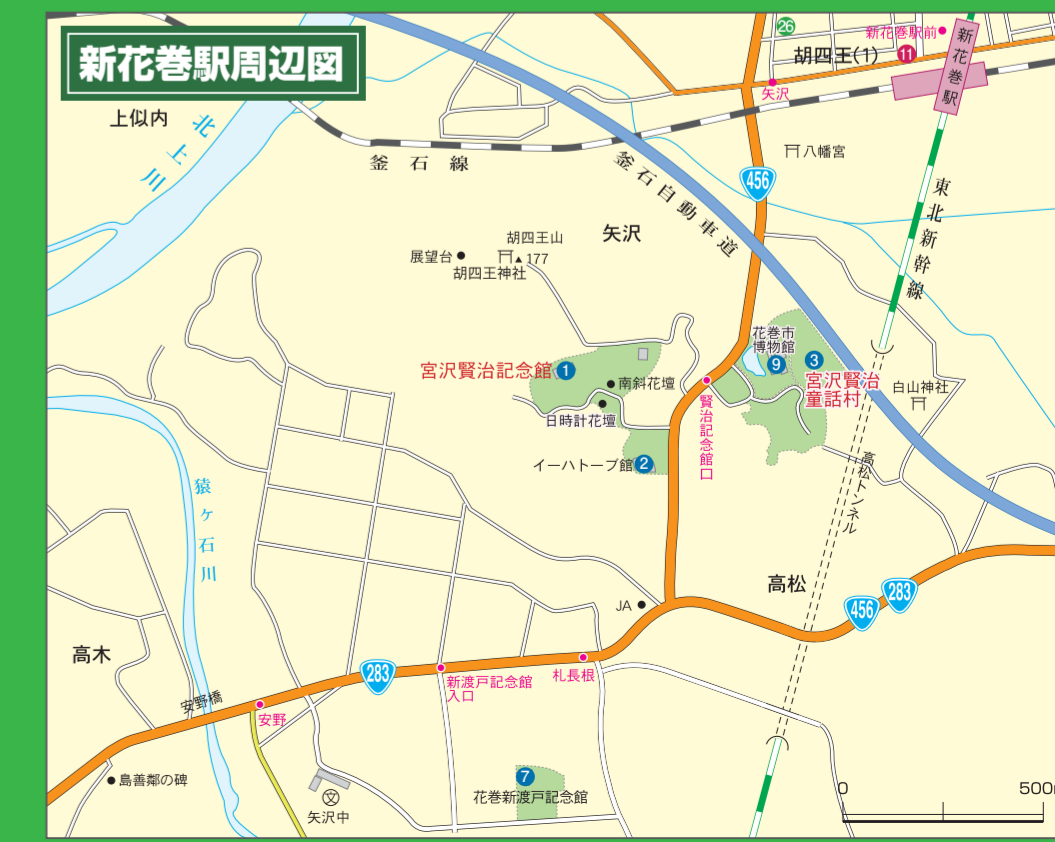 新花巻駅周辺図
26
新花巻駅前
胡四王(1)
11
新花巻駅
矢沢
上似内
北上川
釜石線
釜石自動車道
八幡宮
456
東北新幹線
胡四王山
矢沢
展望台
177
胡四王神社
花巻市
博物館
9
3
宮沢賢治
童話村
宮沢賢治記念館
1
南斜花壇
日時計花壇
賢治記念館口
白山神社
イーハトーブ館
2
高松トンネル
猿ヶ石川
高松
283
456
JA
高木
283
安野橋
安野
新渡戸記念館
入口
札長根
島善鄰の碑
7
花巻新渡戸記念館
文
矢沢中
0
500m